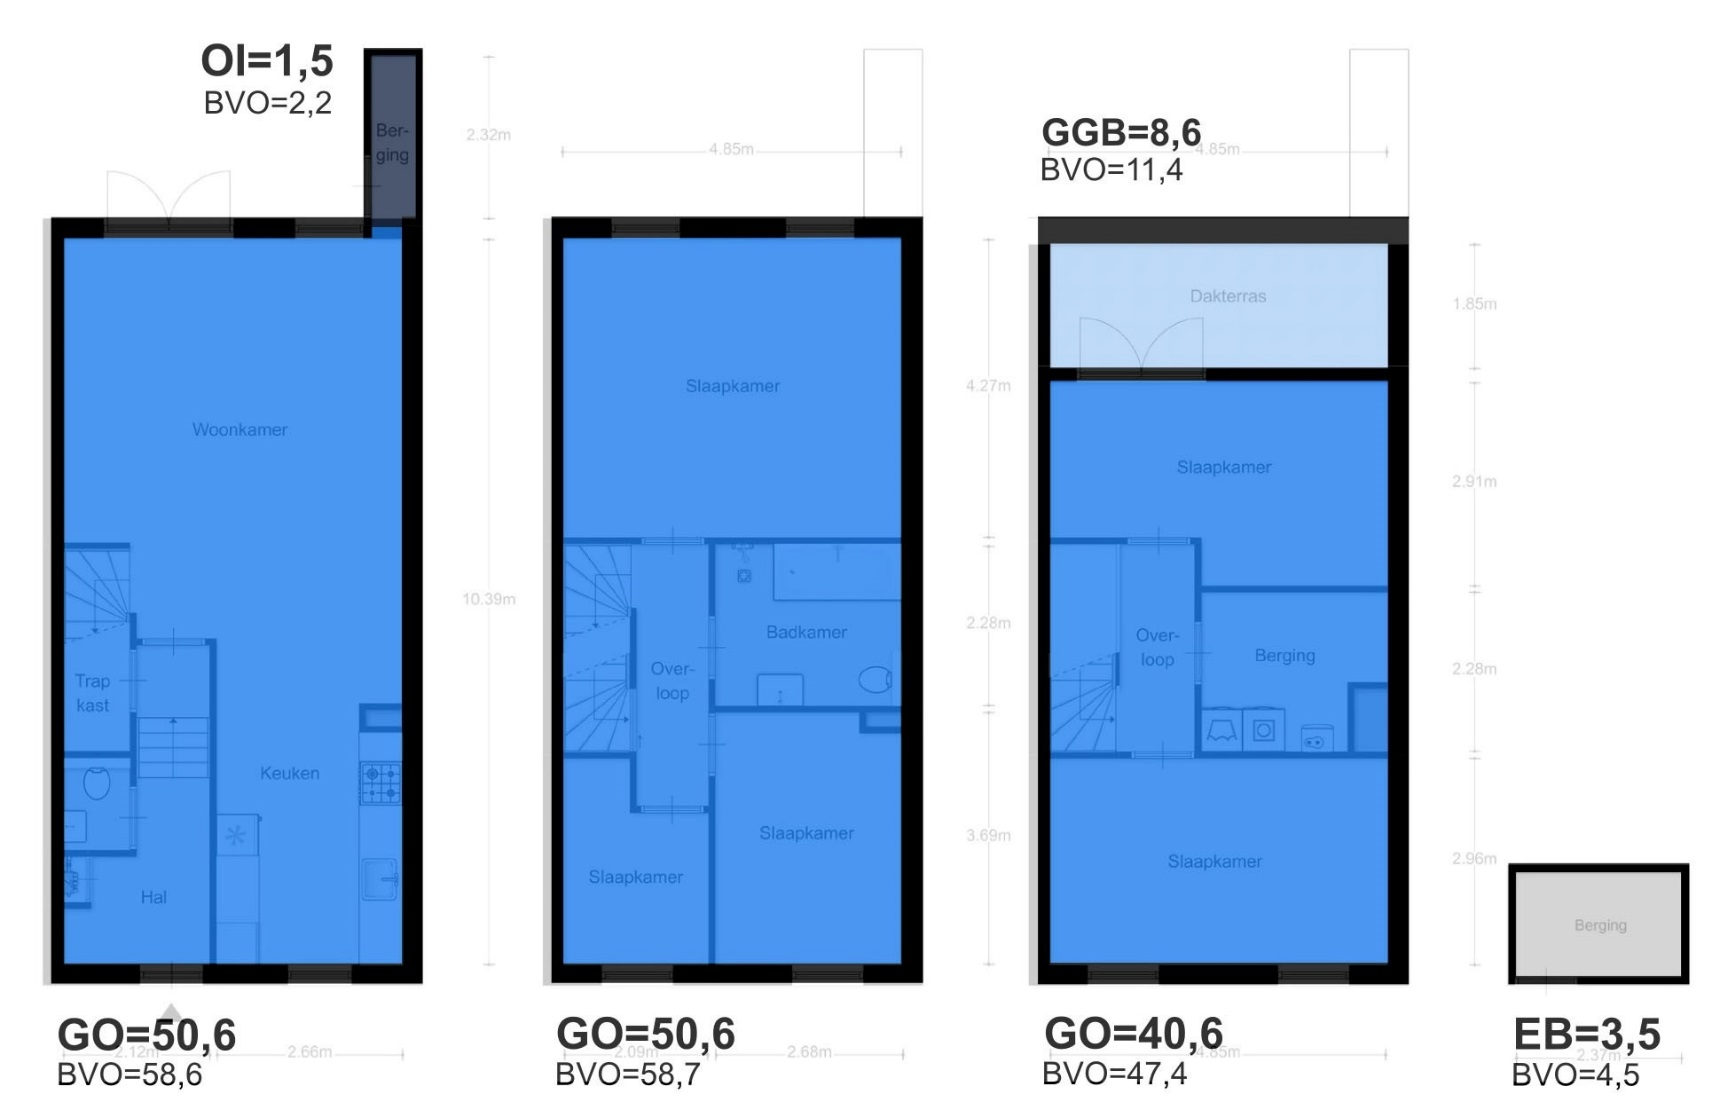 OI=1,5
BVO=2,2
Ber-
ging
2.32m
4.85m
GGB=8,6
4.85m
BVO=11,4
Dakterras
1.85m
Woonkamer
Slaapkamer
4.27m
Slaapkamer
2.91m
10.39m
Trap
kast
Over-
loop
Badkamer
2.28m
Over-
loop
Berging
2.28m
Keuken
Hal
Slaapkamer
Slaapkamer
3.69m
Slaapkamer
2.96m
Berging
GO=50,6
2.12m
2.66m
BVO=58,6
GO=50,6
2.09m
2.68m
BVO=58,7
GO=40,6
4.85m
BVO=47,4
EB=3,5
2.37m
BVO=4,5